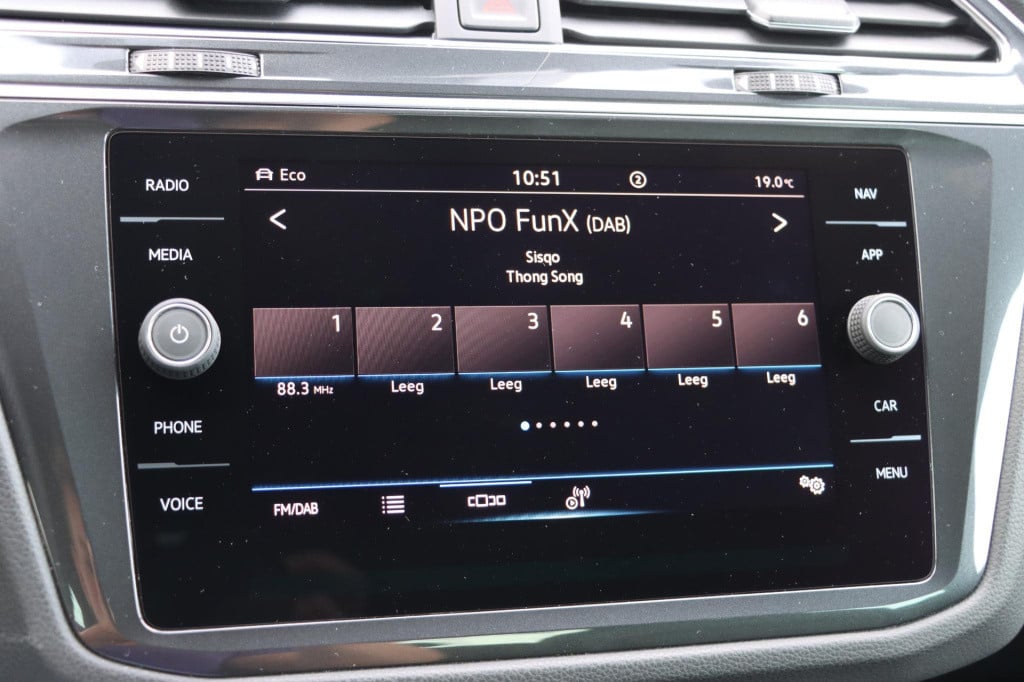 RADIO
MEDIA
PHONE
VOICE
Eco
10:51
2
19.0°C
< NPO FunX (DAB) >
Sisqo
Thong Song
1 2 3 4 5 6
88.3 MHz Leeg Leeg Leeg Leeg Leeg
FM/DAB
NAV
APP
CAR
MENU